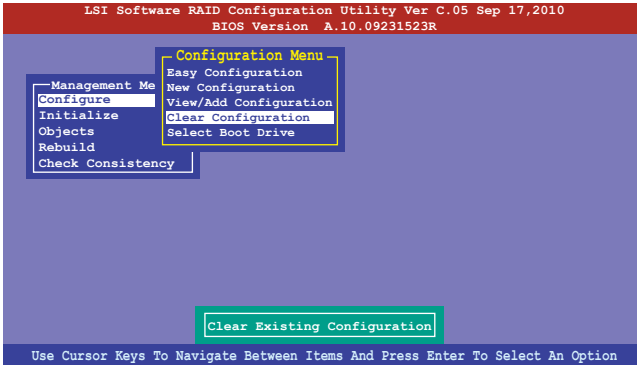 LSI Software RAID Configuration Utility Ver C.05 Sep 17,2010
BIOS Version A.10.09231523R
Management Me
Configure
Initialize
Objects
Rebuild
Check Consistency
Configuration Menu
Easy Configuration
New Configuration
View/Add Configuration
Clear Configuration
Select Boot Drive
Clear Existing Configuration
Use Cursor Keys To Navigate Between Items And Press Enter To Select An Option